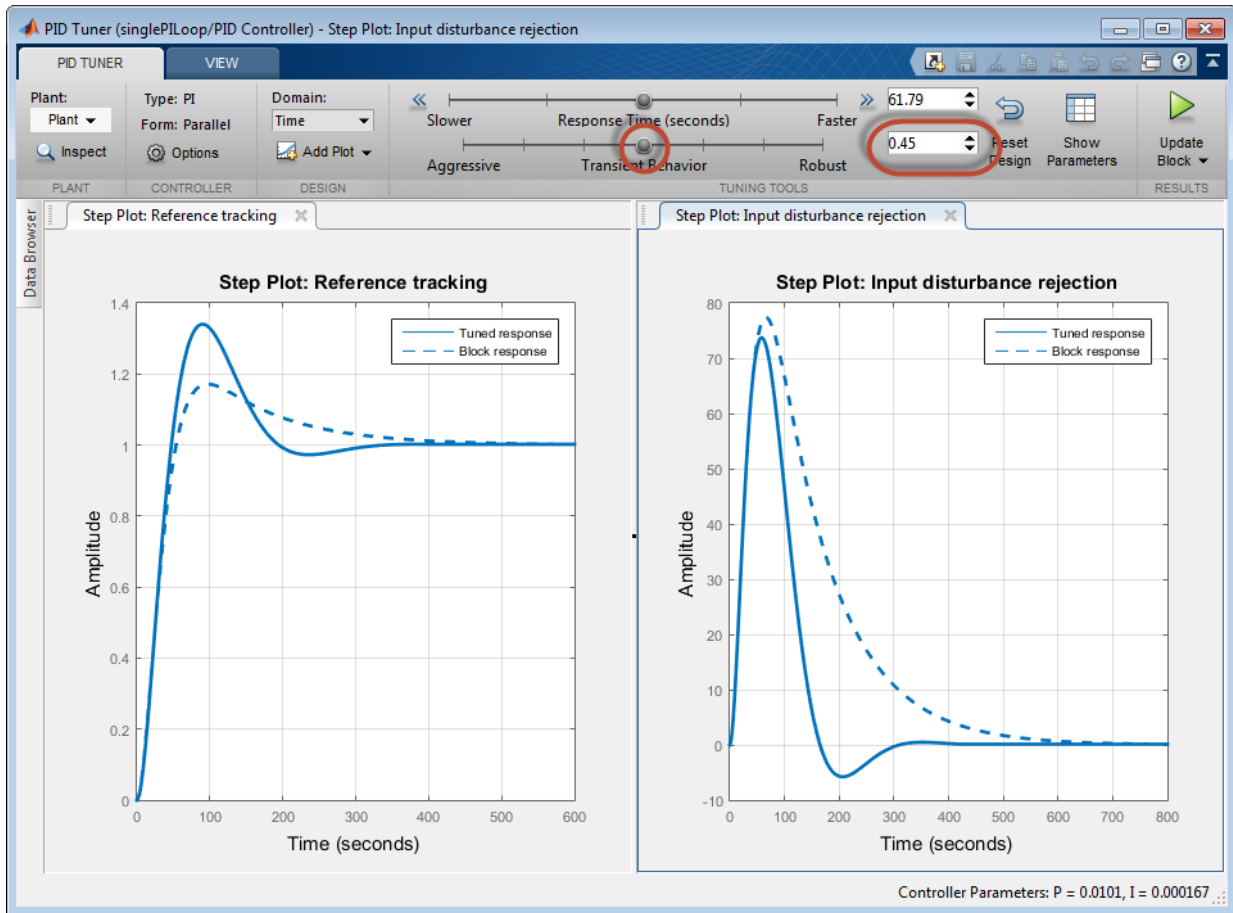 PID Tuner (singlePILoop/PID Controller) - Step Plot: Input disturbance rejection
PID TUNER
VIEW
Plant:
Plant
Inspect
PLANT
Type: PI
Form: Parallel
Options
CONTROLLER
Domain:
Time
Add Plot
DESIGN
Slower
Response Time (seconds)
Faster
61.79
Aggressive
Transient Behavior
Robust
0.45
TUNING TOOLS
Reset
Design
Show
Parameters
Update
Block
RESULTS
Data Browser
Step Plot: Reference tracking
Step Plot: Reference tracking
Tuned response
Block response
Amplitude
1.4
1.2
1
0.8
0.6
0.4
0.2
0
0 100 200 300 400 500 600
Time (seconds)
Step Plot: Input disturbance rejection
Step Plot: Input disturbance rejection
Tuned response
Block response
Amplitude
80
70
60
50
40
30
20
10
0
-10
0 100 200 300 400 500 600 700 800
Time (seconds)
Controller Parameters: P = 0.0101, I = 0.000167